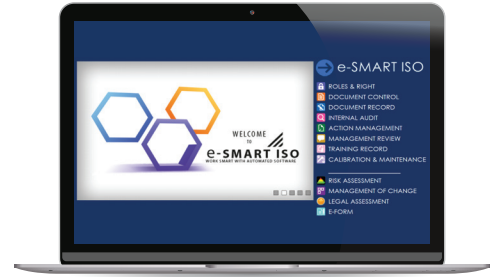 WELCOME
TO
e-SMART ISO
WORK SMART WITH AUTOMATED SOFTWARE
e-SMART ISO
ROLES & RIGHT
DOCUMENT CONTROL
DOCUMENT RECORD
INTERNAL AUDIT
ACTION MANAGEMENT
MANAGEMENT REVIEW
TRAINING RECORD
CALIBRATION & MAINTENANCE
RISK ASSESSMENT
MANAGEMENT OF CHANGE
LEGAL ASSESSMENT
E-FORM